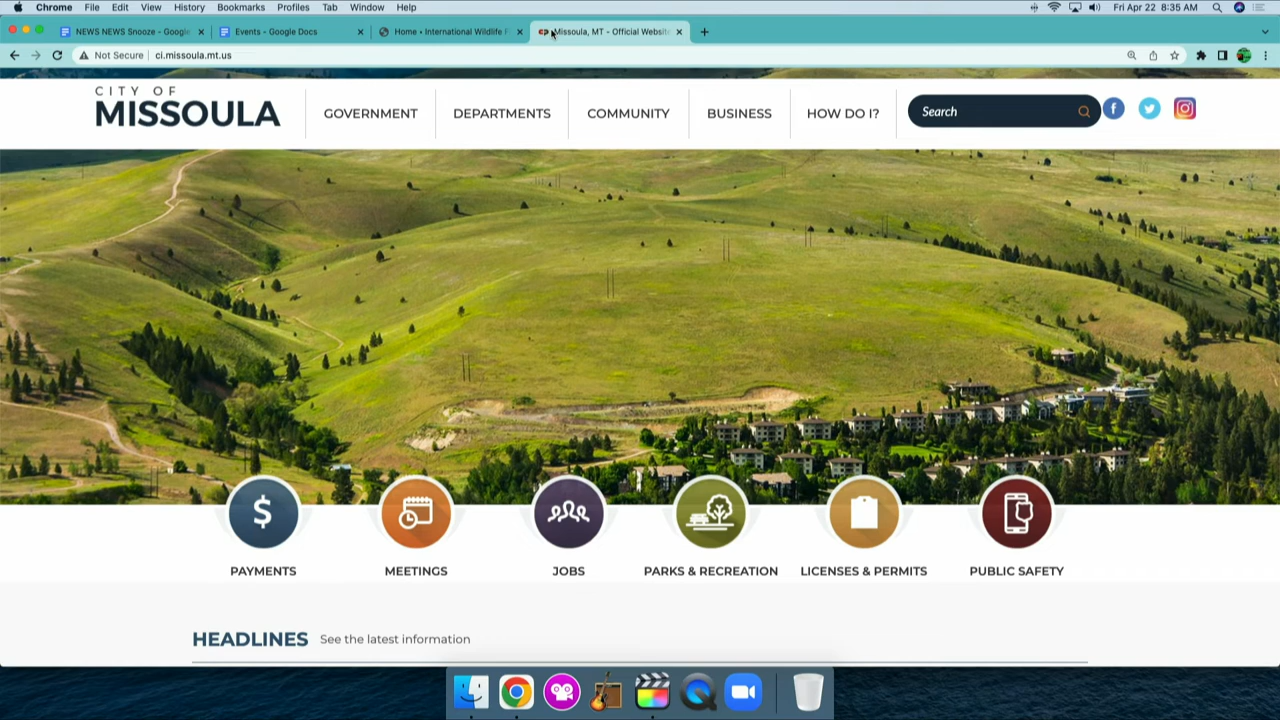 Chrome File Edit View History Bookmarks Profiles Tab Window Help Fri Apr 22 8:35 AM
NEWS NEWS Snooze - Google Events - Google Docs Home • International Wildlife F Missoula, MT - Official Website
Not Secure ci.missoula.mt.us
CITY OF
MISSOULA
GOVERNMENT DEPARTMENTS COMMUNITY BUSINESS HOW DO I? Search
PAYMENTS MEETINGS JOBS PARKS & RECREATION LICENSES & PERMITS PUBLIC SAFETY
HEADLINES See the latest information